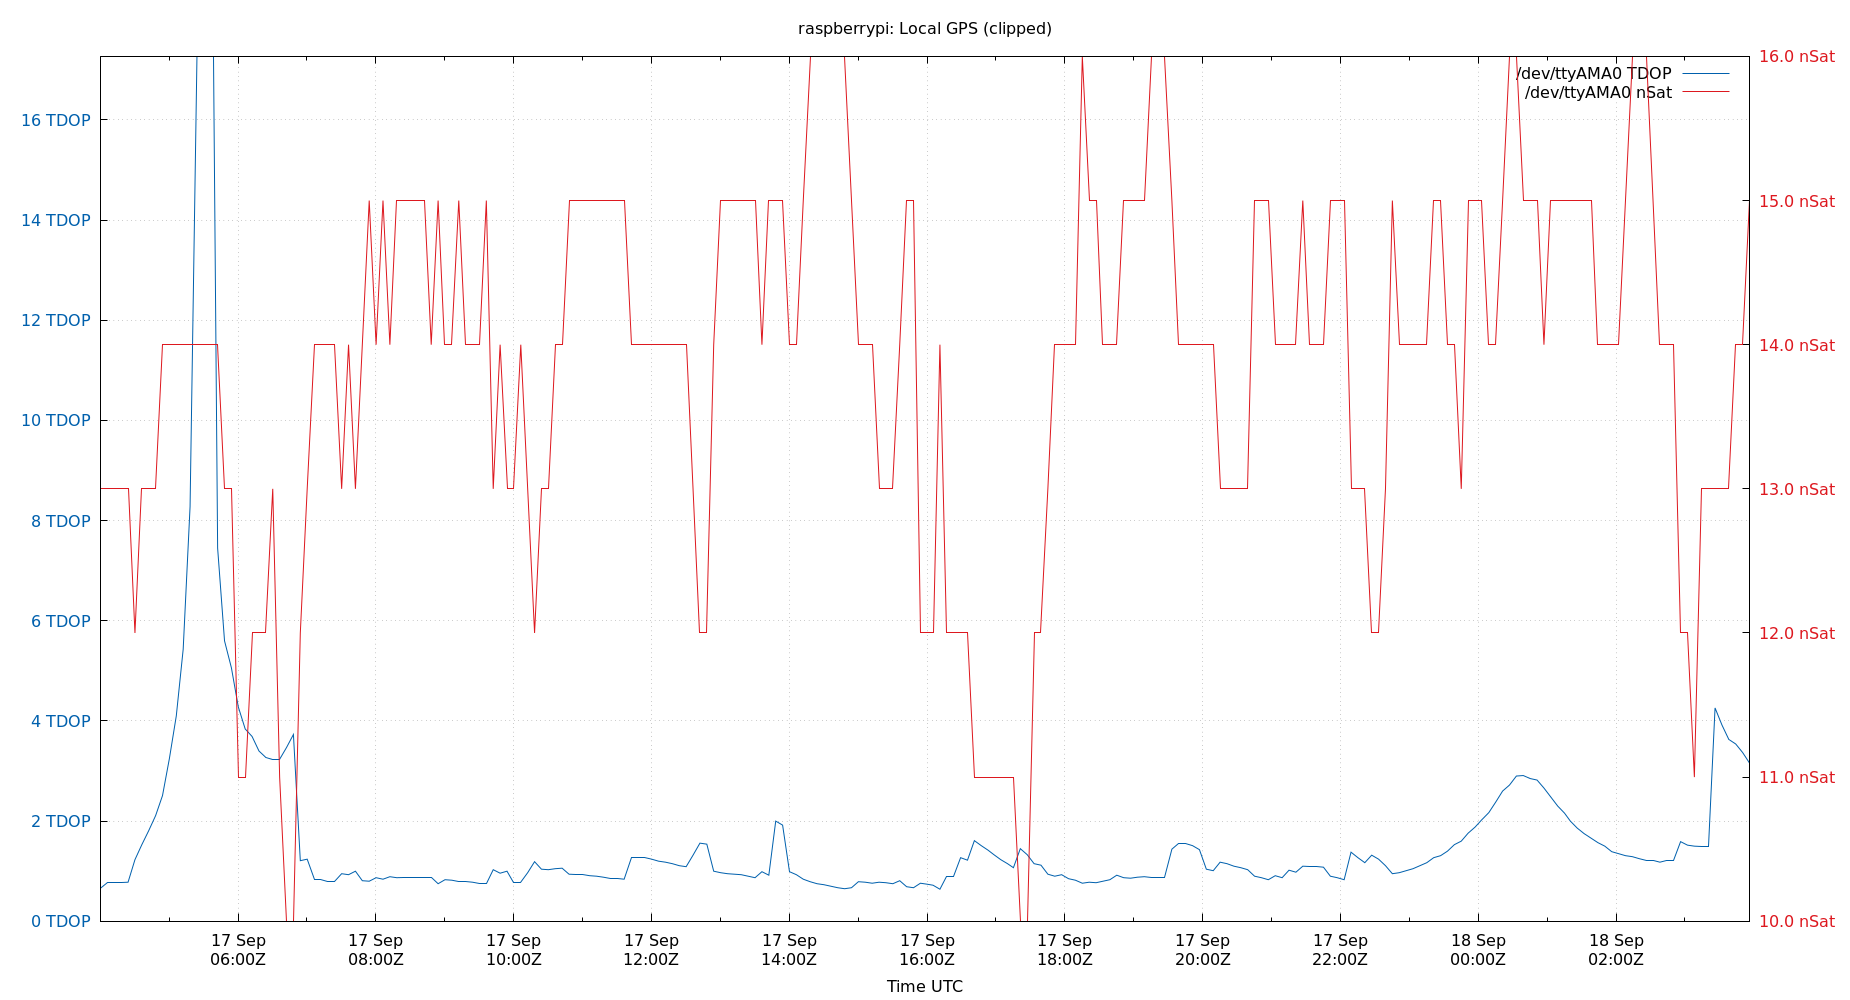 raspberrypi: Local GPS (clipped)
/dev/ttyAMA0 TDOP
/dev/ttyAMA0 nSat
16 TDOP
14 TDOP
12 TDOP
10 TDOP
8 TDOP
6 TDOP
4 TDOP
2 TDOP
0 TDOP
16.0 nSat
15.0 nSat
14.0 nSat
13.0 nSat
12.0 nSat
11.0 nSat
10.0 nSat
17 Sep
06:00Z
17 Sep
08:00Z
17 Sep
10:00Z
17 Sep
12:00Z
17 Sep
14:00Z
17 Sep
16:00Z
17 Sep
18:00Z
17 Sep
20:00Z
17 Sep
22:00Z
18 Sep
00:00Z
18 Sep
02:00Z
Time UTC